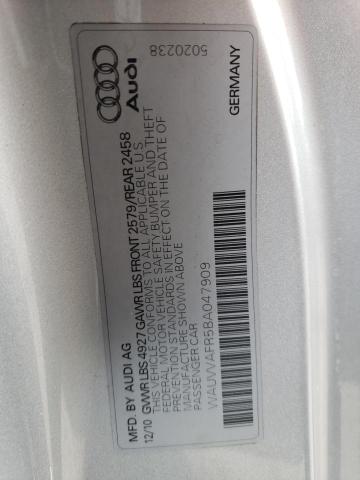 MFD. BY AUDI AG
12/10 GVWR LBS 4927 GAWR LBS FRONT 2579/REAR 2458
THIS VEHICLE CONFORMS TO ALL APPLICABLE U S
FEDERAL MOTOR VEHICLE SAFETY BUMPER AND THEFT
PREVENTION STANDARDS IN EFFECT ON THE DATE OF
MANUFACTURE SHOWN ABOVE
PASSENGER CAR
WAUVVAFR5BA047909
Audi
5020238
GERMANY